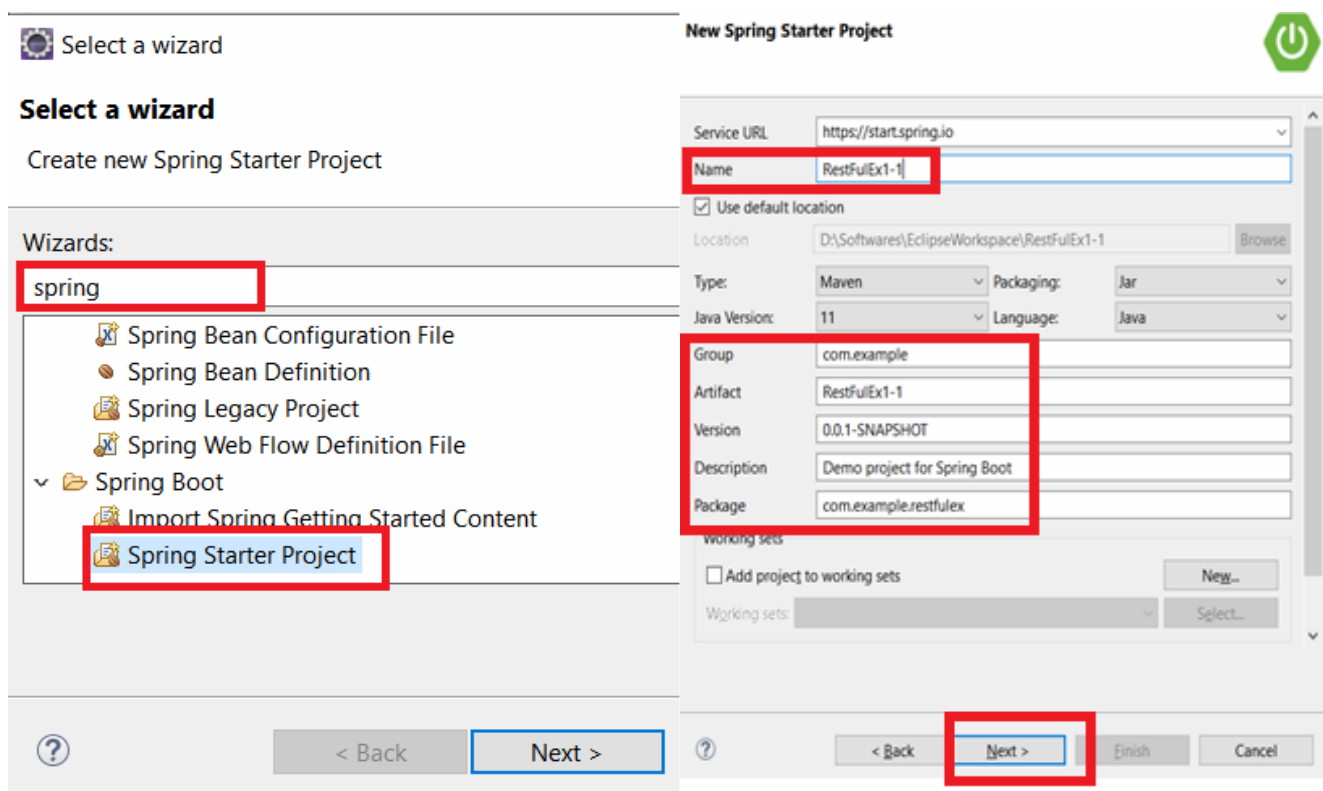 Select a wizard
Select a wizard
Create new Spring Starter Project
Wizards:
spring
Spring Bean Configuration File
Spring Bean Definition
Spring Legacy Project
Spring Web Flow Definition File
Spring Boot
Import Spring Getting Started Content
Spring Starter Project
? < Back Next >
New Spring Starter Project
Service URL https://start.spring.io
Name RestFulEx1-1
Use default location
Location D:\Softwares\EclipseWorkspace\RestFulEx1-1 Browse
Type: Maven Packaging: Jar
Java Version: 11 Language: Java
Group com.example
Artifact RestFulEx1-1
Version 0.0.1-SNAPSHOT
Description Demo project for Spring Boot
Package com.example.restfulex
Working sets
Add project to working sets New...
Working sets: Select...
? < Back Next > Finish Cancel